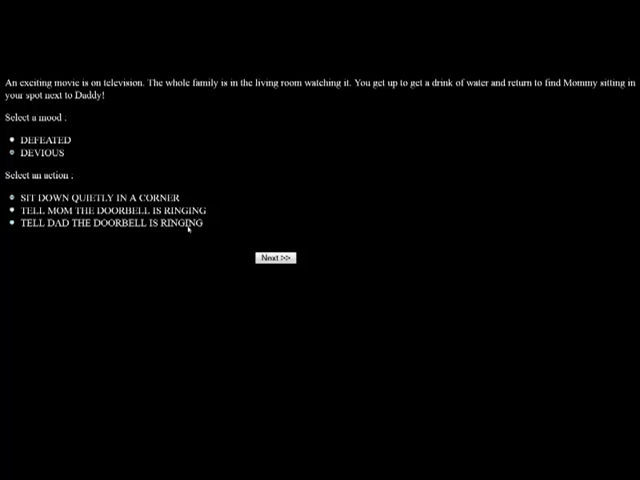 An exciting movie is on television. The whole family is in the living room watching it. You get up to get a drink of water and return to find Mommy sitting in
your spot next to Daddy!
Select a mood :
DEFEATED
DEVIOUS
Select an action :
SIT DOWN QUIETLY IN A CORNER
TELL MOM THE DOORBELL IS RINGING
TELL DAD THE DOORBELL IS RINGING
Next >>